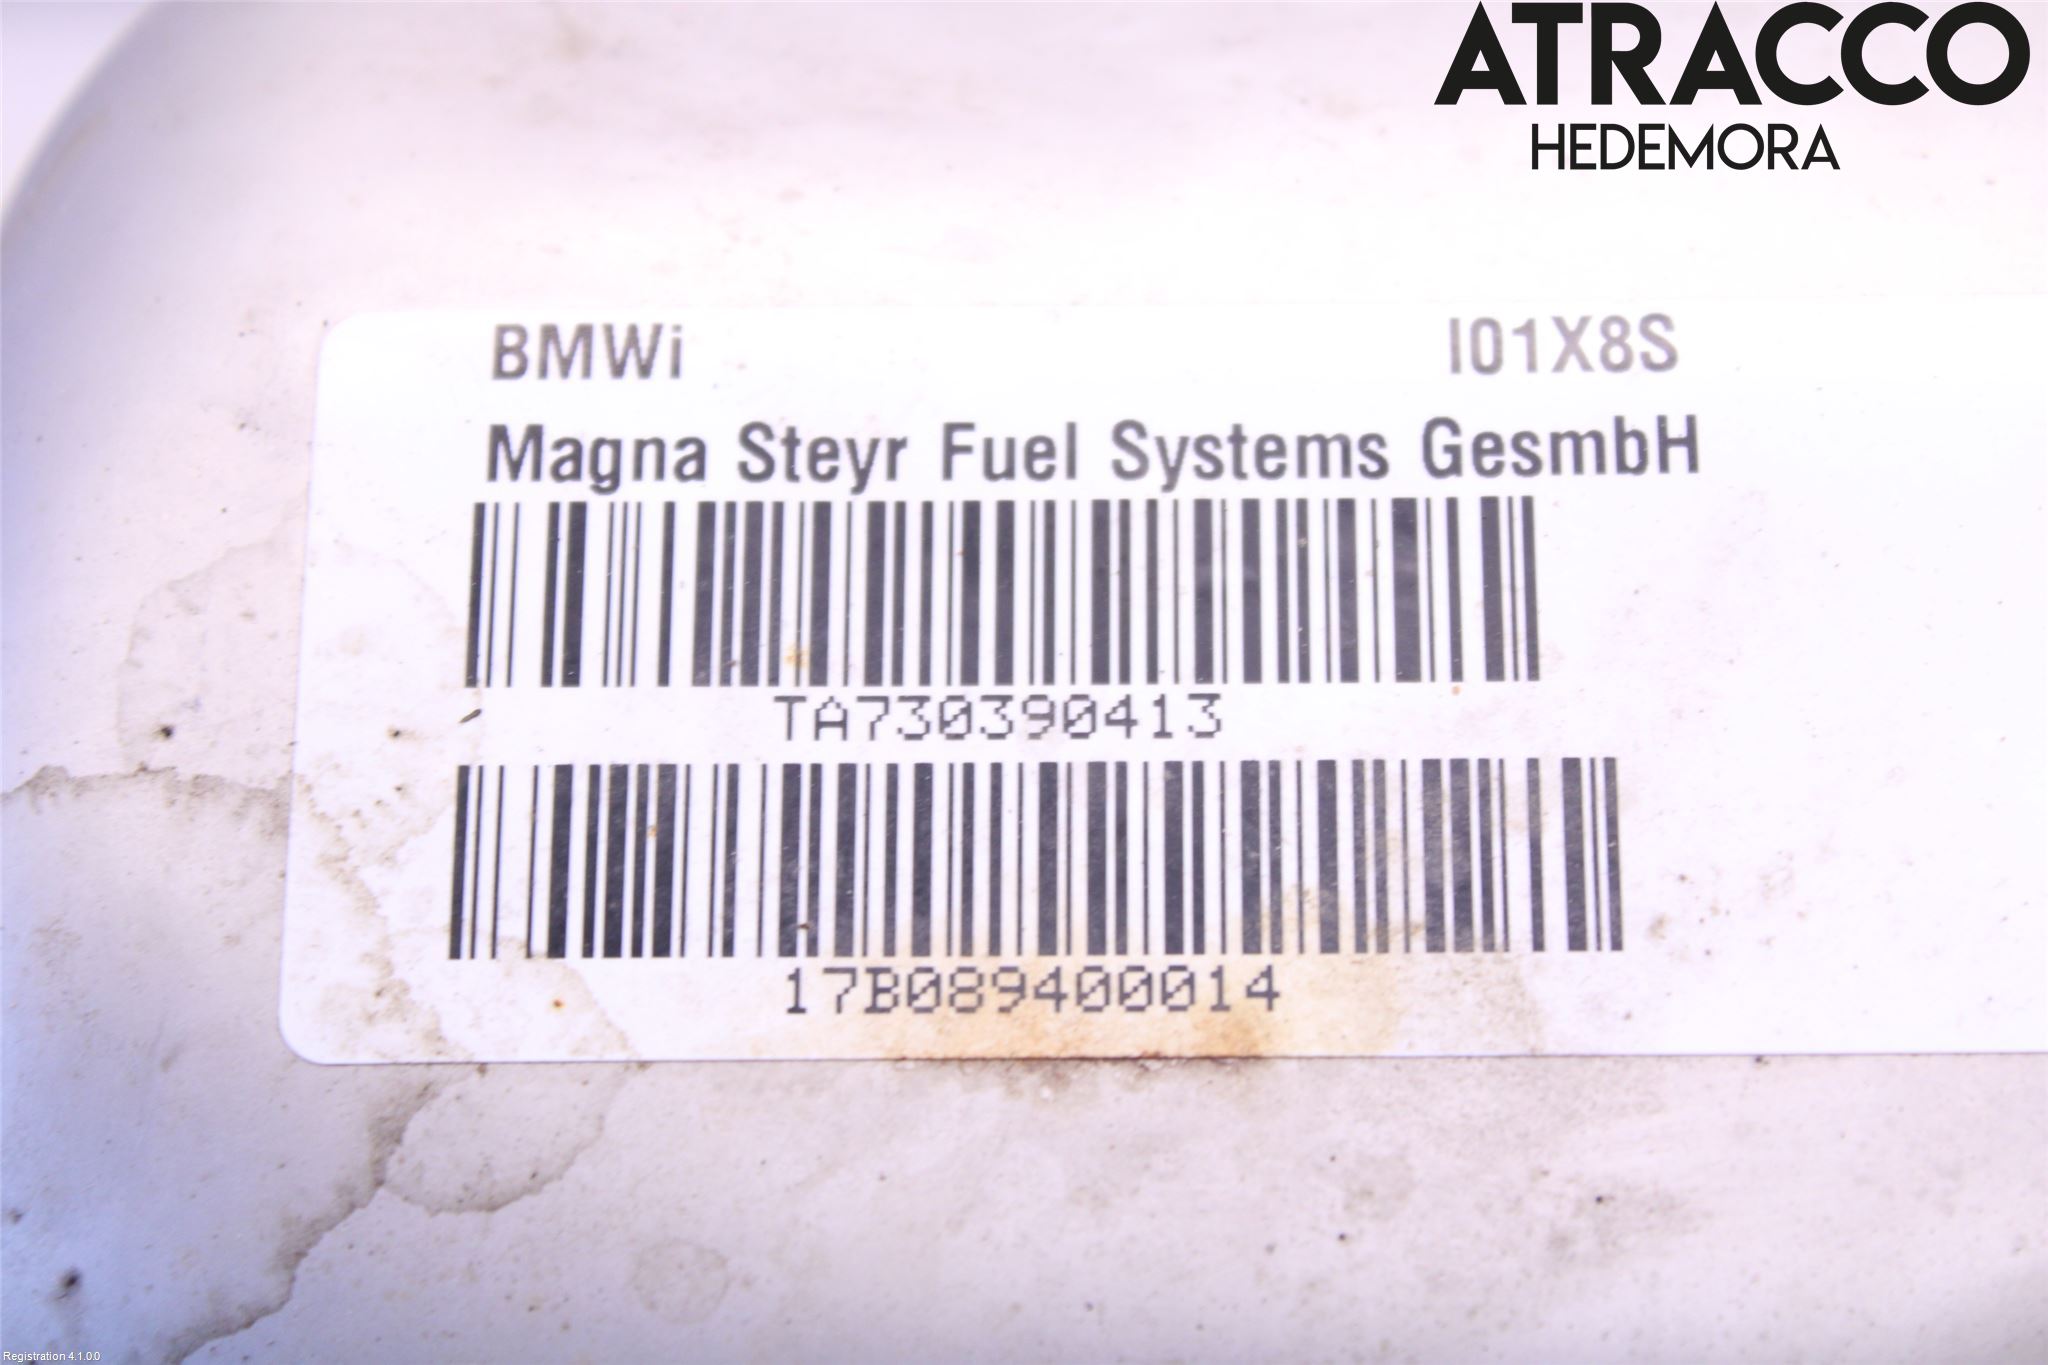 ATRACCO
HEDEMORA
BMWi I01X8S
Magna Steyr Fuel Systems GesmbH
TA730390413
17B089400014
Registration 4.1.0.0